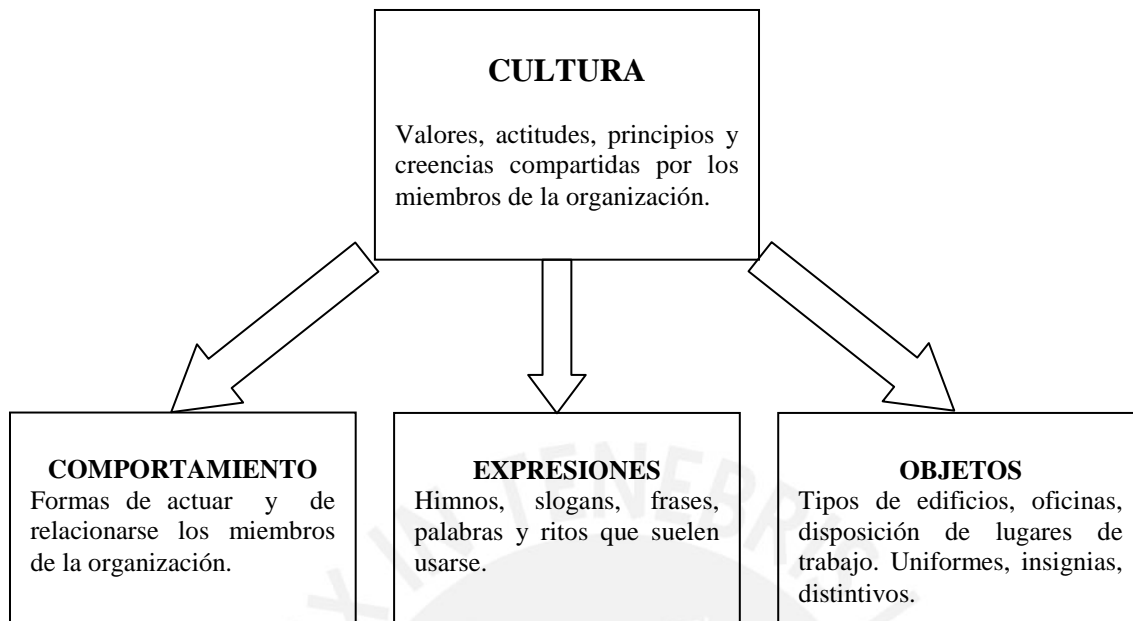 CULTURA
Valores, actitudes, principios y
creencias compartidas por los
miembros de la organización.
COMPORTAMIENTO
Formas de actuar y de
relacionarse los miembros
de la organización.
EXPRESIONES
Himnos, slogans, frases,
palabras y ritos que suelen
usarse.
OBJETOS
Tipos de edificios, oficinas,
disposición de lugares de
trabajo. Uniformes, insignias,
distintivos.
X IN TENEBRIS